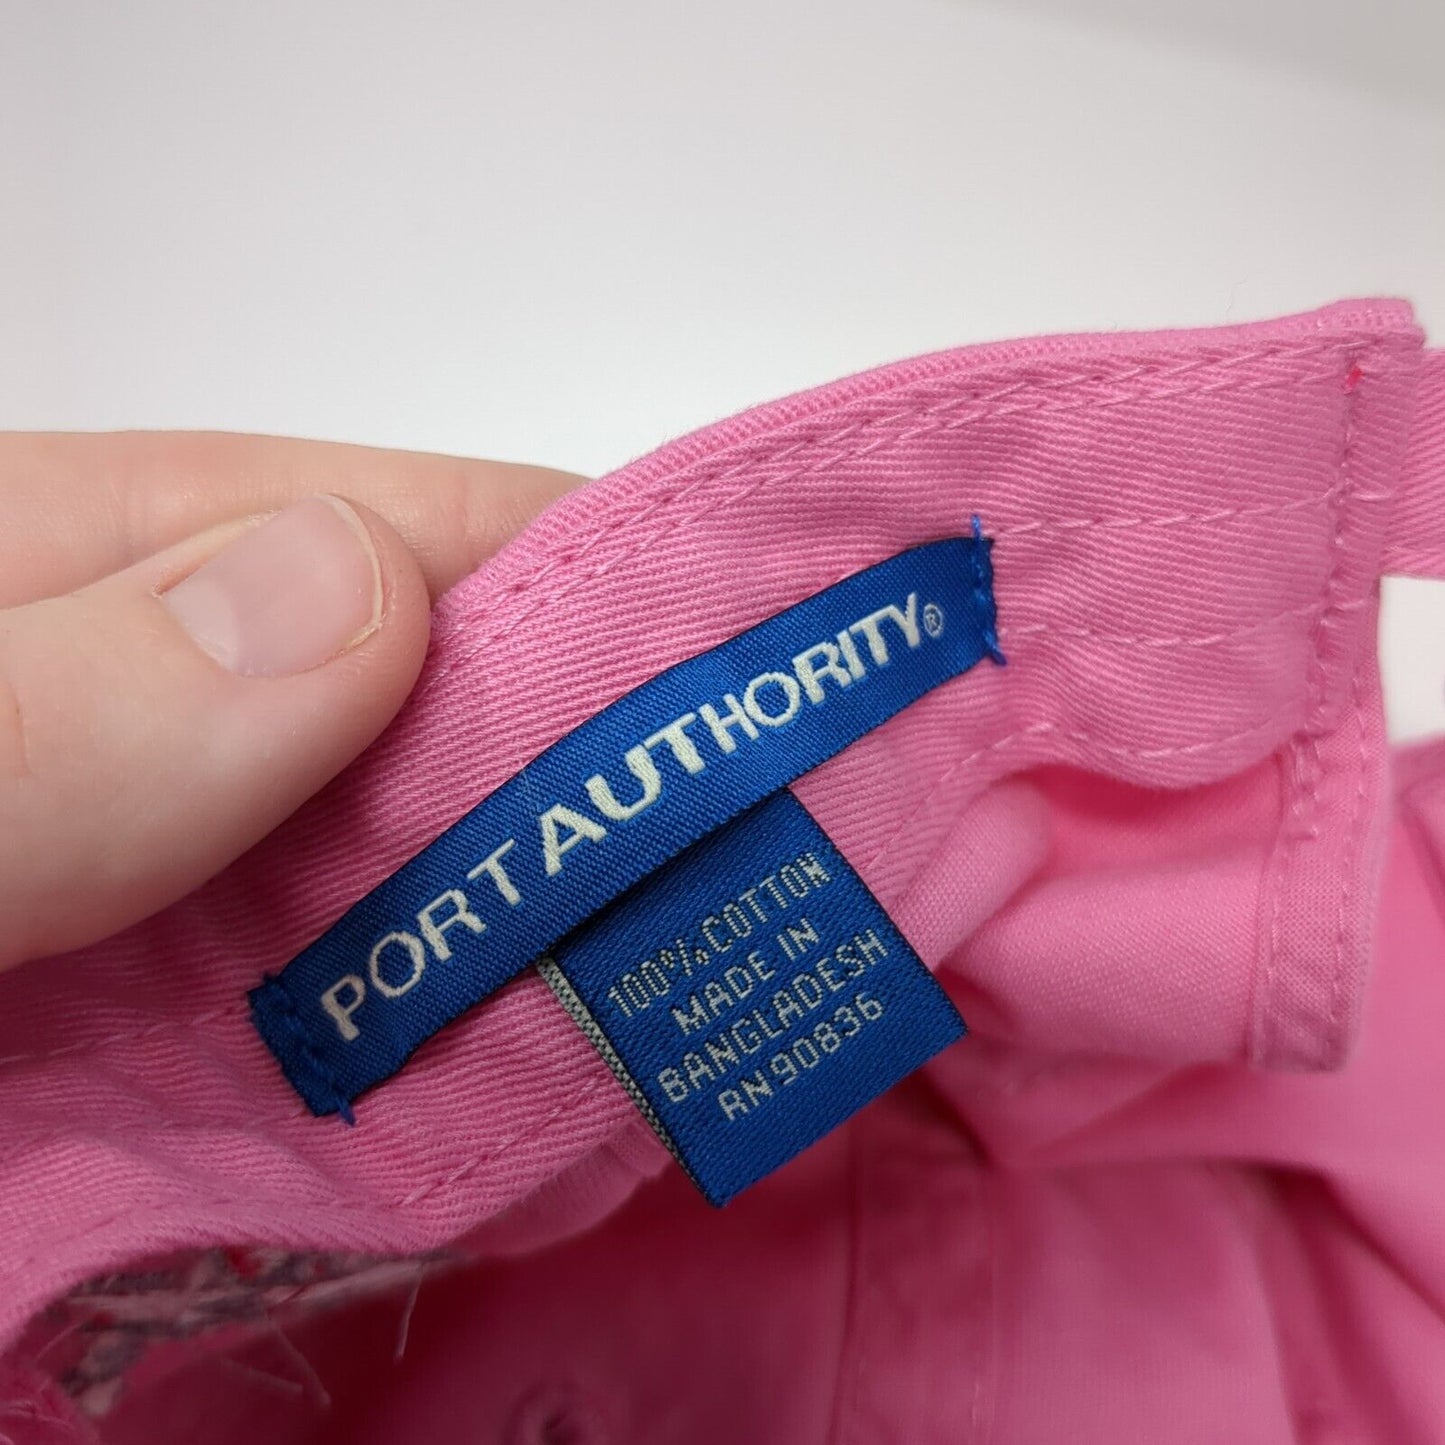 PORT AUTHORITY®
100% COTTON
MADE IN
BANGLADESH
RN 90836